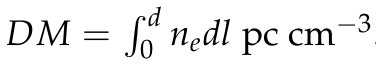 DM = ∫₀ᵈ nₑdl pc cm⁻³.